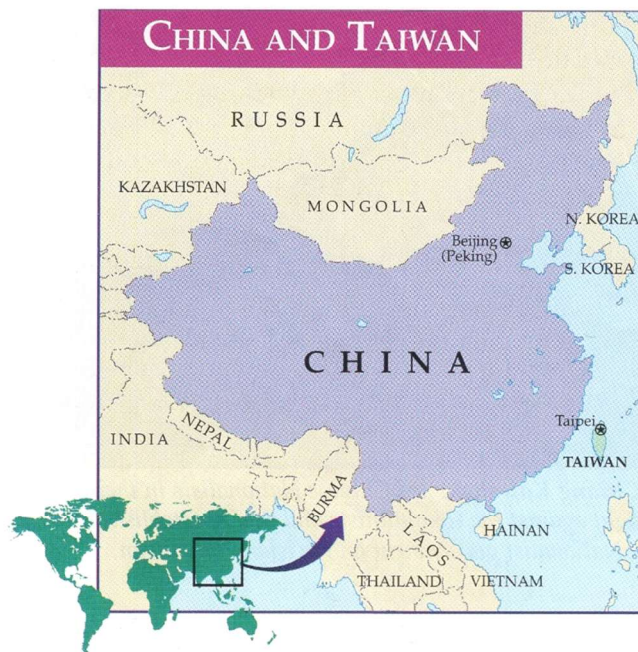 CHINA AND TAIWAN
RUSSIA
KAZAKHSTAN
MONGOLIA
N. KOREA
Beijing
(Peking)
S. KOREA
CHINA
Taipei
NEPAL
INDIA
TAIWAN
BURMA
HAINAN
LAOS
THAILAND
VIETNAM